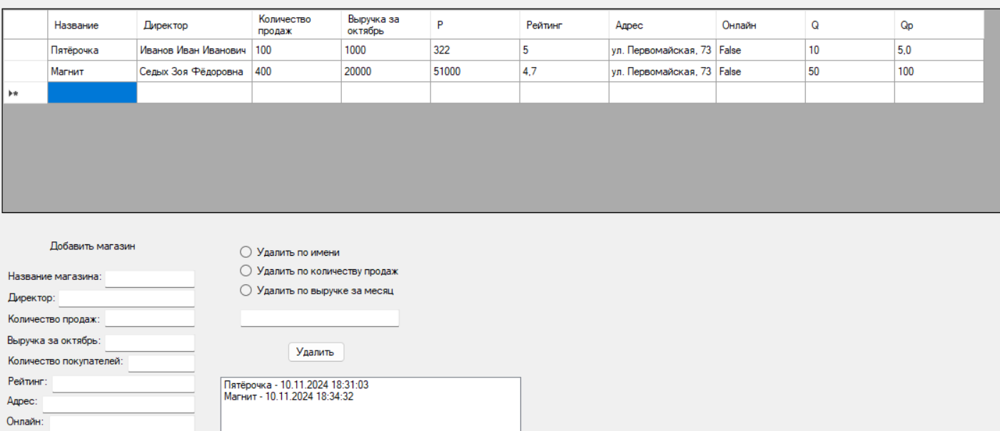 Название Директор Количество продаж Выручка за октябрь P Рейтинг Адрес Онлайн Q Qp
Пятёрочка Иванов Иван Иванович 100 1000 322 5 ул. Первомайская, 73 False 10 5,0
Магнит Седых Зоя Фёдоровна 400 20000 51000 4,7 ул. Первомайская, 73 False 50 100
Добавить магазин
Название магазина:
Директор:
Количество продаж:
Выручка за октябрь:
Количество покупателей:
Рейтинг:
Адрес:
Онлайн:
Удалить по имени
Удалить по количеству продаж
Удалить по выручке за месяц
Удалить
Пятёрочка - 10.11.2024 18:31:03
Магнит - 10.11.2024 18:34:32